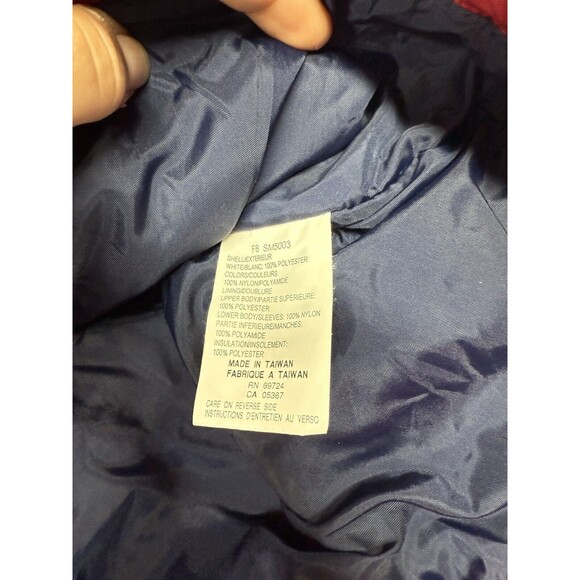 F8 SM5003
SHELL/EXTERIEUR
WHITE/BLANC: 100% POLYESTER:
COLORS/COULEURS:
100% NYLON/POLYAMIDE
LINING/DOUBLURE
UPPER BODY/PARTIE SUPERIEURE:
100% POLYESTER
LOWER BODY/SLEEVES: 100% NYLON
PARTIE INFERIEURE/MANCHES:
100% POLYAMIDE
INSULATION/INSOLEMENT:
100% POLYESTER
MADE IN TAIWAN
FABRIQUE A TAIWAN
RN 69724
CA 05367
CARE ON REVERSE SIDE
INSTRUCTIONS D'ENTRETIEN AU VERSO